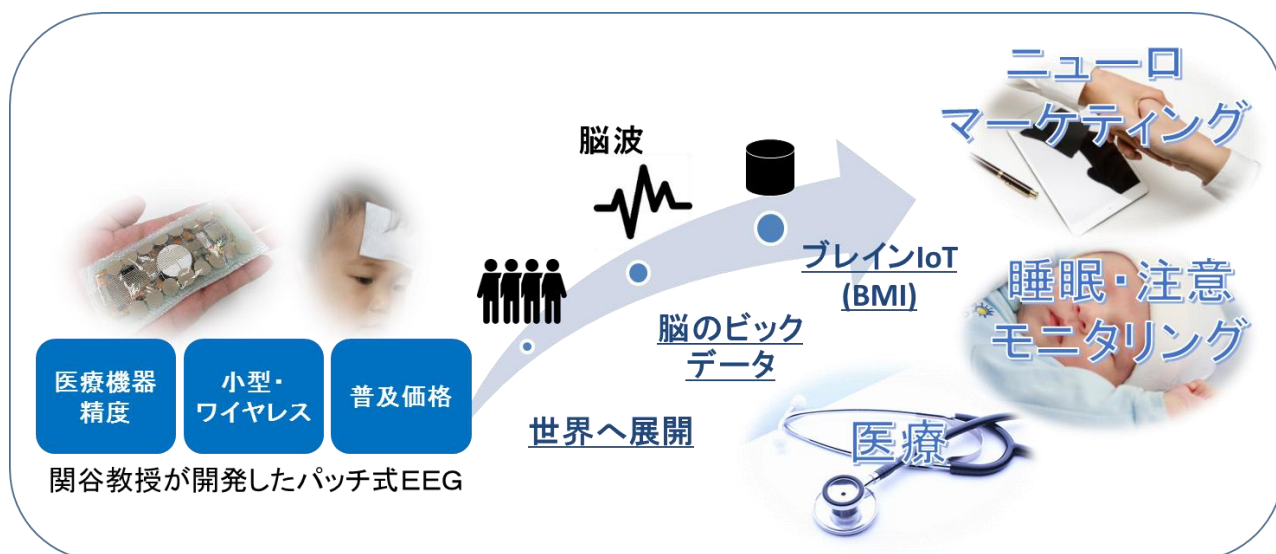 医療機器
精度
小型・
ワイヤレス
普及価格
関谷教授が開発したパッチ式EEG
世界へ展開
脳波
脳のビック
データ
ブレインIoT
(BMI)
ニューロ
マーケティング
睡眠・注意
モニタリング
医療